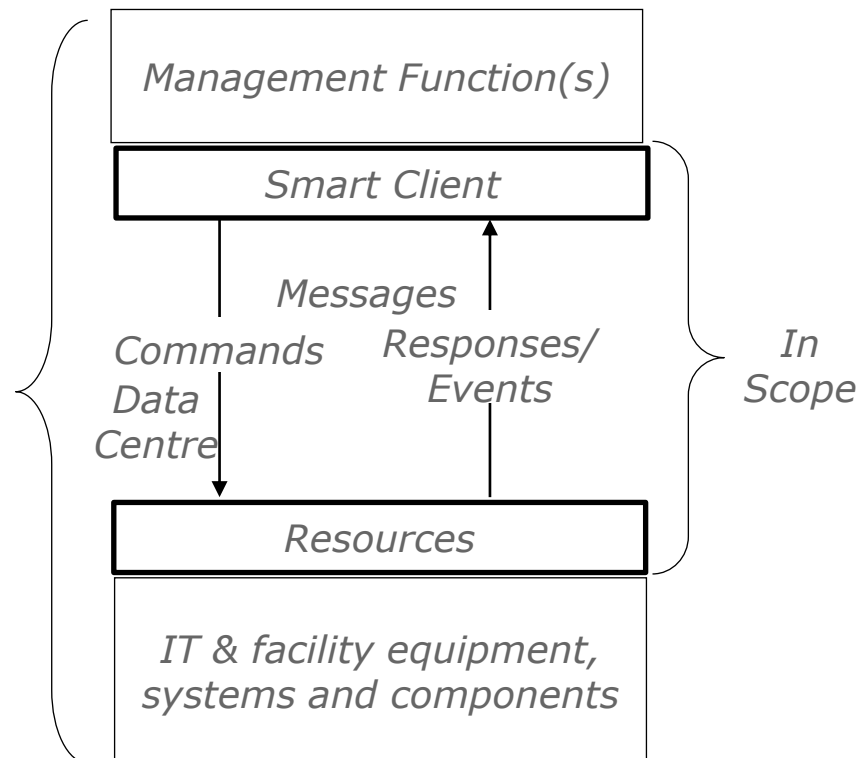 Management Function(s)
Smart Client
Messages
Commands
Responses/
Events
Data
Centre
In
Scope
Resources
IT & facility equipment,
systems and components